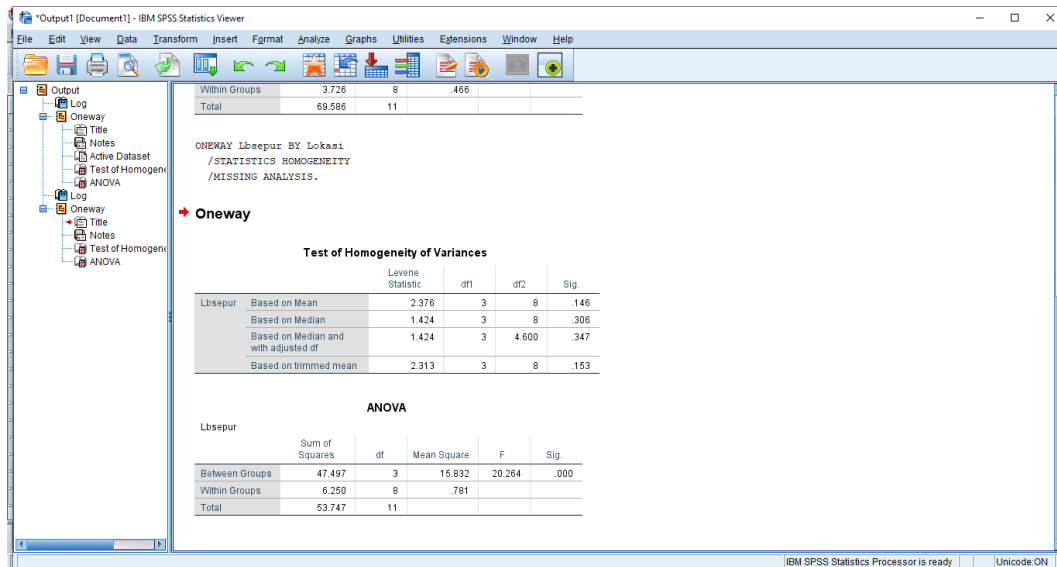 *Output1 [Document1] - IBM SPSS Statistics Viewer
File Edit View Data Transform Insert Format Analyze Graphs Utilities Extensions Window Help
Output
Log
Oneway
Title
Notes
Active Dataset
Test of Homogene
ANOVA
Log
Oneway
Title
Notes
Test of Homogene
ANOVA
Within Groups 3.726 8 .466
Total 69.586 11
ONEWAY Lbsepur BY Lokasi
/STATISTICS HOMOGENEITY
/MISSING ANALYSIS.
Oneway
Test of Homogeneity of Variances
Levene
Statistic df1 df2 Sig.
Lbsepur Based on Mean 2.376 3 8 .146
Based on Median 1.424 3 8 .306
Based on Median and
with adjusted df 1.424 3 4.600 .347
Based on trimmed mean 2.313 3 8 .153
ANOVA
Lbsepur
Sum of
Squares df Mean Square F Sig.
Between Groups 47.497 3 15.832 20.264 .000
Within Groups 6.250 8 .781
Total 53.747 11
IBM SPSS Statistics Processor is ready Unicode:ON